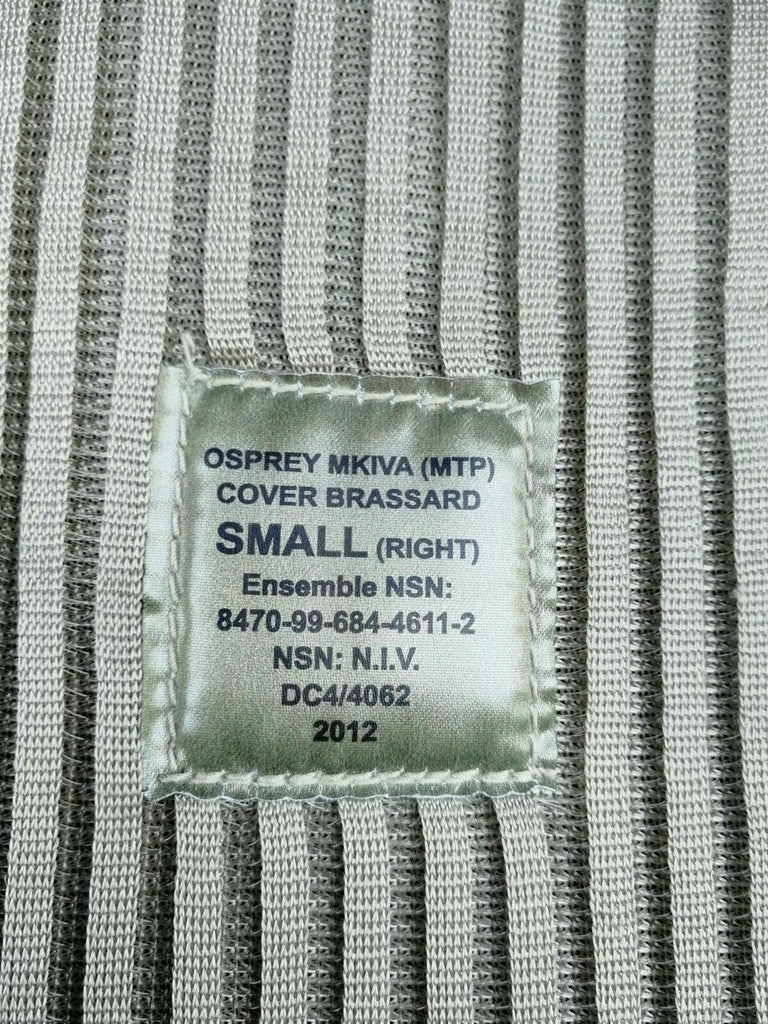 OSPREY MKIVA (MTP)
COVER BRASSARD
SMALL (RIGHT)
Ensemble NSN:
8470-99-684-4611-2
NSN: N.I.V.
DC4/4062
2012